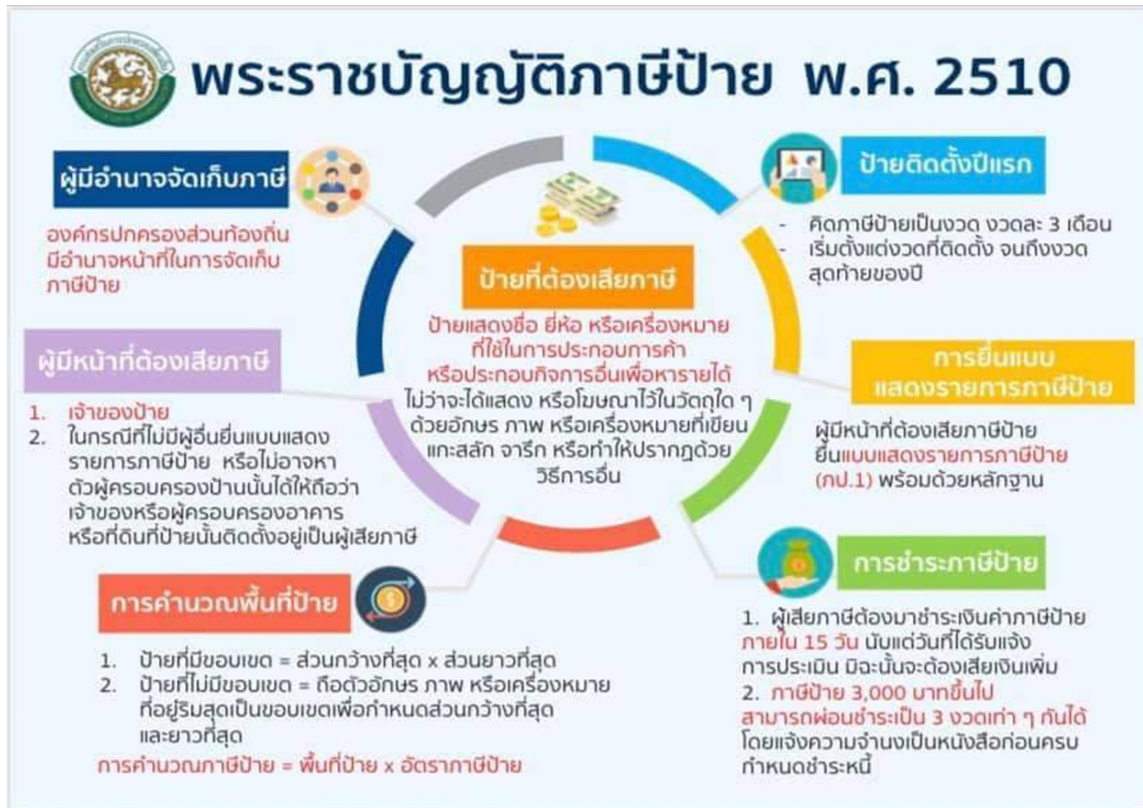 พระราชบัญญัติภาษีป้าย พ.ศ. 2510
ผู้มีอำนาจจัดเก็บภาษี
องค์กรปกครองส่วนท้องถิ่น
มีอำนาจหน้าที่ในการจัดเก็บ
ภาษีป้าย
ป้ายติดตั้งปีแรก
- คิดภาษีป้ายเป็นงวด งวดละ 3 เดือน
- เริ่มตั้งแต่งวดที่ติดตั้ง จนถึงงวด
สุดท้ายของปี
ป้ายที่ต้องเสียภาษี
ป้ายแสดงชื่อ ยี่ห้อ หรือเครื่องหมาย
ที่ใช้ในการประกอบการค้า
หรือประกอบกิจการอื่นเพื่อหารายได้
ไม่ว่าจะได้แสดง หรือโฆษณาไว้ในวัตถุใด ๆ
ด้วยอักษร ภาพ หรือเครื่องหมายที่เขียน
แกะสลัก จารึก หรือทำให้ปรากฏด้วย
วิธีการอื่น
ผู้มีหน้าที่ต้องเสียภาษี
1. เจ้าของป้าย
2. ในกรณีที่ไม่มีผู้อื่นยื่นแบบแสดง
รายการภาษีป้าย หรือไม่อาจหา
ตัวผู้ครอบครองป้านนั้นได้ให้ถือว่า
เจ้าของหรือผู้ครอบครองอาคาร
หรือที่ดินที่ป้ายนั้นติดตั้งอยู่เป็นผู้เสียภาษี
การยื่นแบบ
แสดงรายการภาษีป้าย
ผู้มีหน้าที่ต้องเสียภาษีป้าย
ยื่นแบบแสดงรายการภาษีป้าย
(ภป.1) พร้อมด้วยหลักฐาน
การคำนวณพื้นที่ป้าย
1. ป้ายที่มีขอบเขต = ส่วนกว้างที่สุด x ส่วนยาวที่สุด
2. ป้ายที่ไม่มีขอบเขต = ถือตัวอักษร ภาพ หรือเครื่องหมาย
ที่อยู่ริมสุดเป็นขอบเขตเพื่อกำหนดส่วนกว้างที่สุด
และยาวที่สุด
การคำนวณภาษีป้าย = พื้นที่ป้าย x อัตราภาษีป้าย
การชำระภาษีป้าย
1. ผู้เสียภาษีต้องมาชำระเงินค่าภาษีป้าย
ภายใน 15 วัน นับแต่วันที่ได้รับแจ้ง
การประเมิน มิฉะนั้นจะต้องเสียเงินเพิ่ม
2. ภาษีป้าย 3,000 บาทขึ้นไป
สามารถผ่อนชำระเป็น 3 งวดเท่า ๆ กันได้
โดยแจ้งความจำนงเป็นหนังสือก่อนครบ
กำหนดชำระหนี้